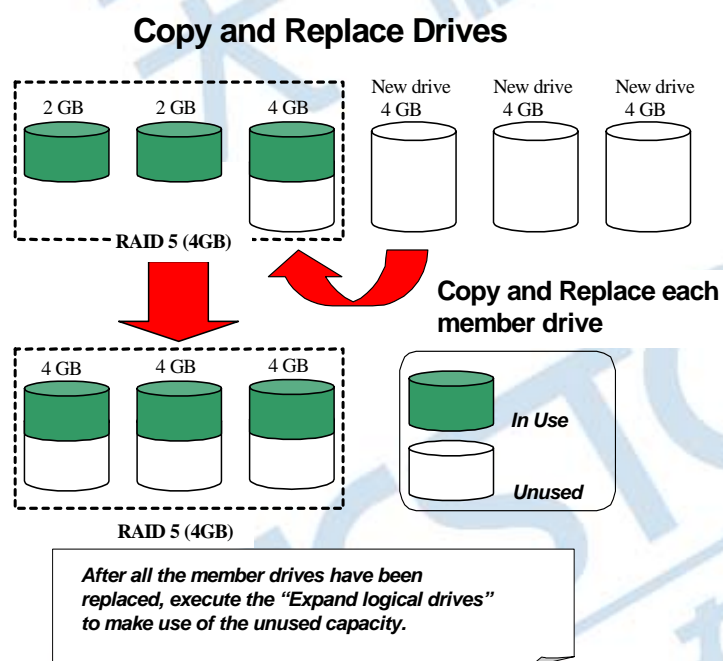 Copy and Replace Drives
2 GB
2 GB
4 GB
New drive
4 GB
New drive
4 GB
New drive
4 GB
RAID 5 (4GB)
Copy and Replace each
member drive
4 GB
4 GB
4 GB
In Use
Unused
RAID 5 (4GB)
After all the member drives have been
replaced, execute the “Expand logical drives”
to make use of the unused capacity.